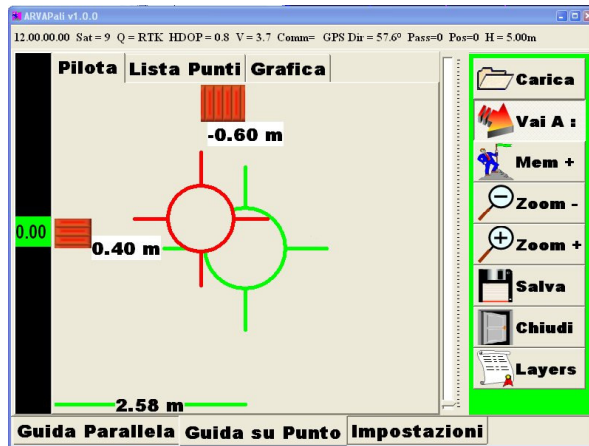 ARVAPali v1.0.0
12.00.00.00 Sat = 9 Q = RTK HDOP = 0.8 V = 3.7 Comm= GPS Dir = 57.6° Pass=0 Pos=0 H = 5.00m
Pilota Lista Punti Grafica
-0.60 m
0.00
0.40 m
2.58 m
Carica
Vai A :
Mem +
Zoom -
Zoom +
Salva
Chiudi
Layers
Guida Parallela Guida su Punto Impostazioni